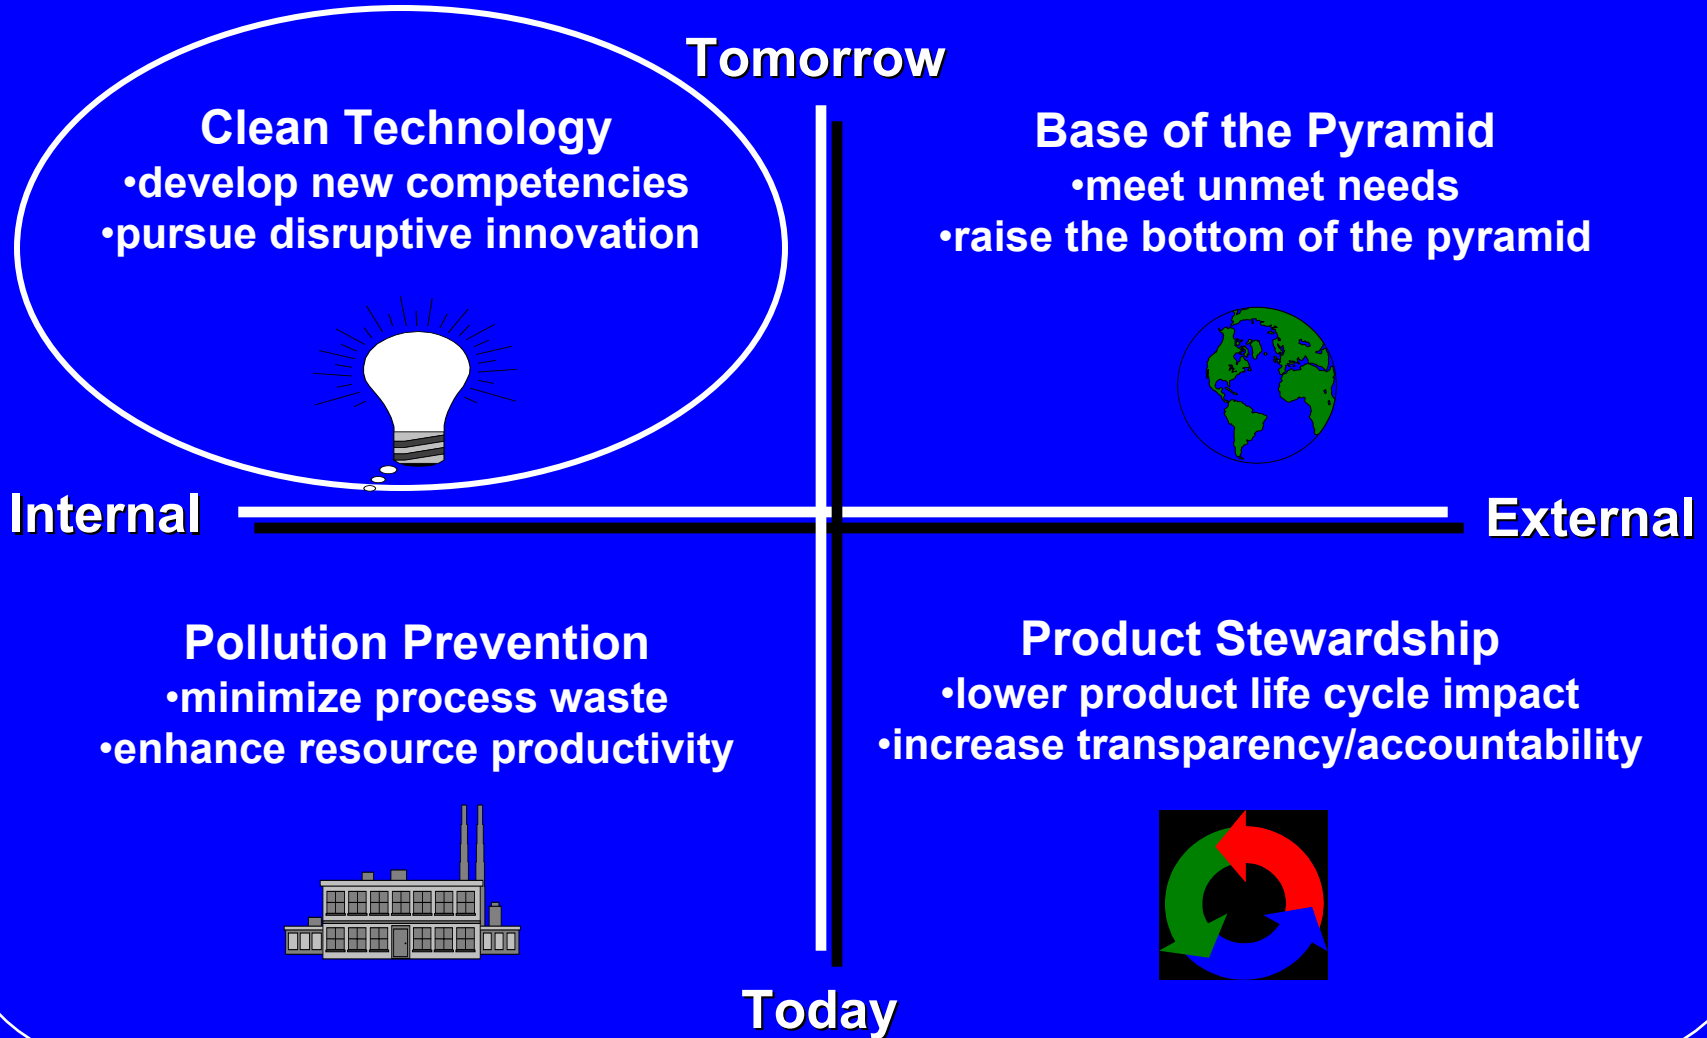 Tomorrow
Clean Technology
•develop new competencies
•pursue disruptive innovation
Base of the Pyramid
•meet unmet needs
•raise the bottom of the pyramid
Internal
External
Pollution Prevention
•minimize process waste
•enhance resource productivity
Product Stewardship
•lower product life cycle impact
•increase transparency/accountability
Today